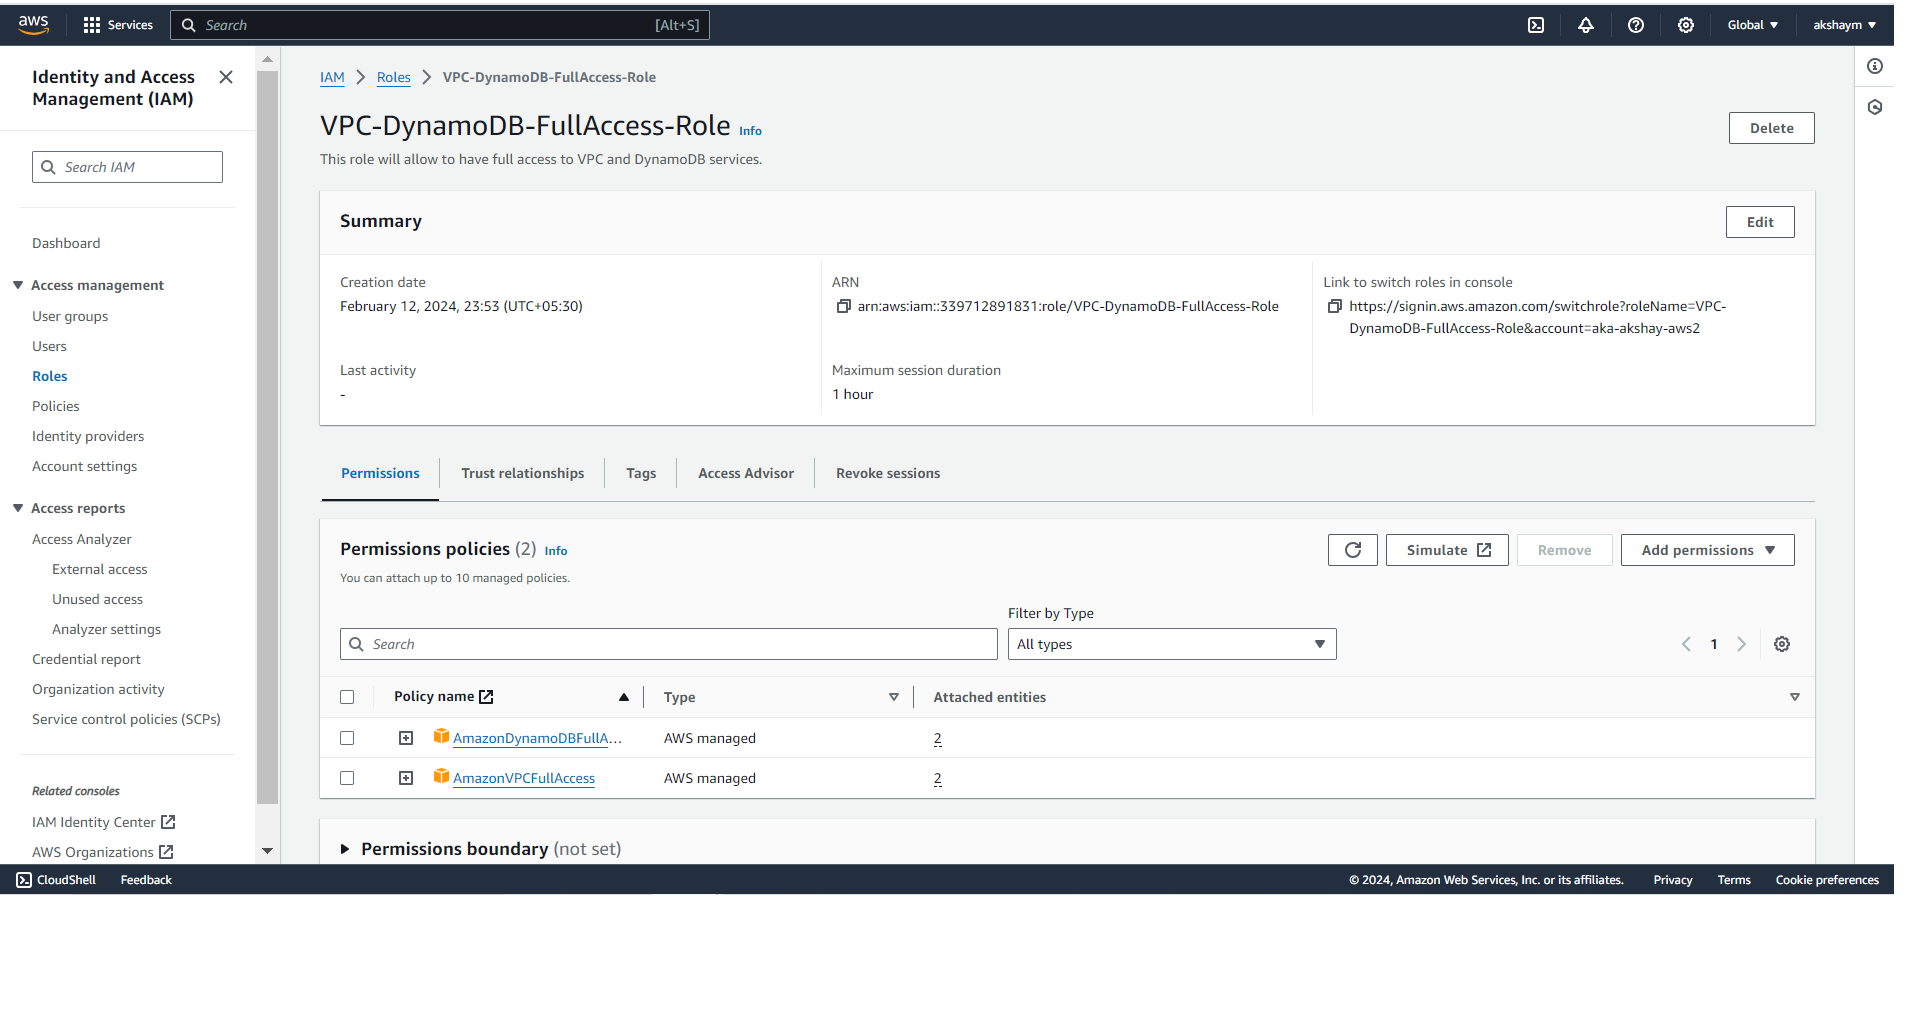 aws
Services
Search
[Alt+S]
Global
akshaym
Identity and Access
Management (IAM)
Search IAM
Dashboard
Access management
User groups
Users
Roles
Policies
Identity providers
Account settings
Access reports
Access Analyzer
External access
Unused access
Analyzer settings
Credential report
Organization activity
Service control policies (SCPs)
Related consoles
IAM Identity Center
AWS Organizations
IAM > Roles > VPC-DynamoDB-FullAccess-Role
VPC-DynamoDB-FullAccess-Role Info
This role will allow to have full access to VPC and DynamoDB services.
Delete
Summary
Edit
Creation date
February 12, 2024, 23:53 (UTC+05:30)
ARN
arn:aws:iam::339712891831:role/VPC-DynamoDB-FullAccess-Role
Link to switch roles in console
https://signin.aws.amazon.com/switchrole?roleName=VPC-
DynamoDB-FullAccess-Role&account=aka-akshay-aws2
Last activity
-
Maximum session duration
1 hour
Permissions
Trust relationships
Tags
Access Advisor
Revoke sessions
Permissions policies (2) Info
You can attach up to 10 managed policies.
Simulate
Remove
Add permissions
Search
Filter by Type
All types
1
Policy name
Type
Attached entities
AmazonDynamoDBFullA...
AWS managed
2
AmazonVPCFullAccess
AWS managed
2
Permissions boundary (not set)
CloudShell
Feedback
© 2024, Amazon Web Services, Inc. or its affiliates.
Privacy
Terms
Cookie preferences